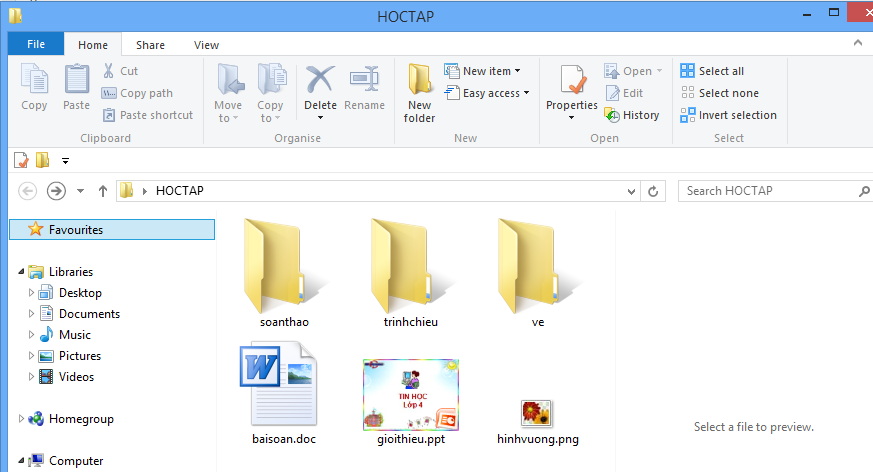 HOCTAP
File Home Share View
Copy Paste Cut Copy path Paste shortcut
Move to Copy to Delete Rename
New folder New item Easy access
Properties Open Edit History
Select all Select none Invert selection
Clipboard Organise New Open Select
HOCTAP Search HOCTAP
Favourites
Libraries
Desktop
Documents
Music
Pictures
Videos
Homegroup
Computer
soanthao trinhchieu ve
W
TIN HỌC
Lớp 4
baisoan.doc gioithieu.ppt hinhvuong.png
Select a file to preview.